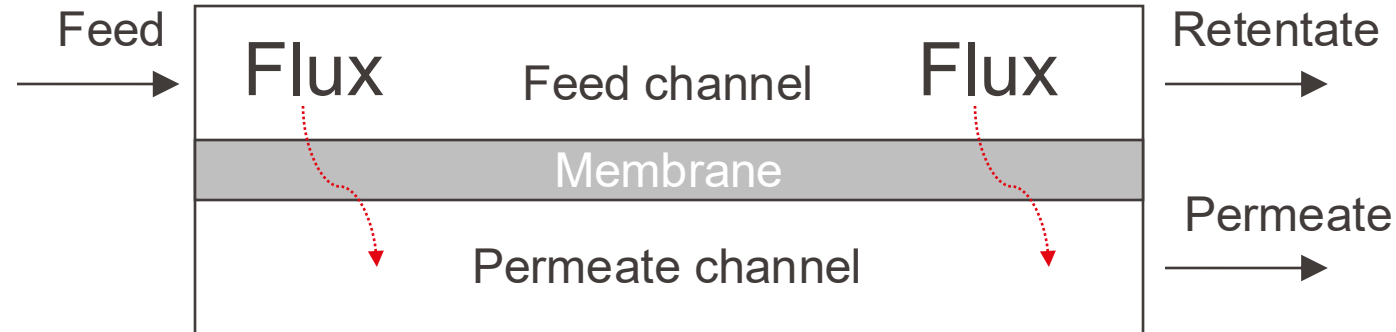 Feed
Flux
Feed channel
Flux
Retentate
Membrane
Permeate
Permeate channel